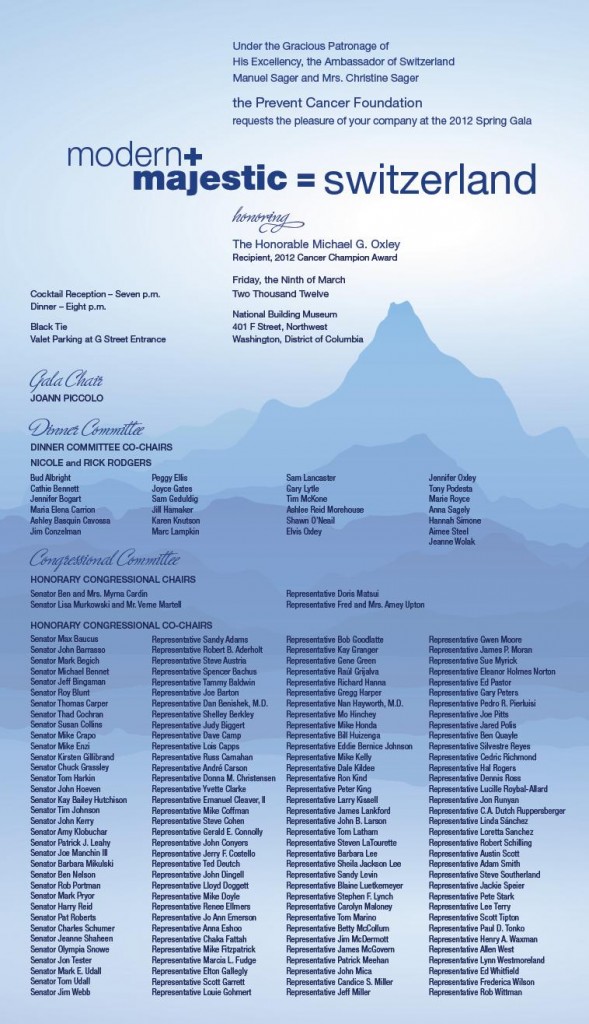 Under the Gracious Patronage of
His Excellency, the Ambassador of Switzerland
Manuel Sager and Mrs. Christine Sager
the Prevent Cancer Foundation
requests the pleasure of your company at the 2012 Spring Gala
modern+
majestic = switzerland
honoring
The Honorable Michael G. Oxley
Recipient, 2012 Cancer Champion Award
Friday, the Ninth of March
Two Thousand Twelve
National Building Museum
401 F Street, Northwest
Washington, District of Columbia
Cocktail Reception – Seven p.m.
Dinner – Eight p.m.
Black Tie
Valet Parking at G Street Entrance
Gala Chair
JOANN PICCOLO
Dinner Committee
DINNER COMMITTEE CO-CHAIRS
NICOLE and RICK RODGERS
Bud Albright
Cathie Bennett
Jennifer Bogart
Maria Elena Carrion
Ashley Basquin Cavossa
Jim Conzelman
Peggy Ellis
Joyce Gates
Sam Geduldig
Jill Hamaker
Karen Knutson
Marc Lampkin
Sam Lancaster
Gary Lytle
Tim McKone
Ashlee Reid Morehouse
Shawn O'Neail
Elvis Oxley
Jennifer Oxley
Tony Podesta
Marie Royce
Anna Sagely
Hannah Simone
Aimee Steel
Jeanne Wolak
Congressional Committee
HONORARY CONGRESSIONAL CHAIRS
Senator Ben and Mrs. Myrna Cardin
Senator Lisa Murkowski and Mr. Verne Martell
Representative Doris Matsui
Representative Fred and Mrs. Amey Upton
HONORARY CONGRESSIONAL CO-CHAIRS
Senator Max Baucus
Senator John Barrasso
Senator Mark Begich
Senator Michael Bennet
Senator Jeff Bingaman
Senator Roy Blunt
Senator Thomas Carper
Senator Thad Cochran
Senator Susan Collins
Senator Mike Crapo
Senator Mike Enzi
Senator Kirsten Gillibrand
Senator Chuck Grassley
Senator Tom Harkin
Senator John Hoeven
Senator Kay Bailey Hutchison
Senator Tim Johnson
Senator John Kerry
Senator Amy Klobuchar
Senator Patrick J. Leahy
Senator Joe Manchin III
Senator Barbara Mikulski
Senator Ben Nelson
Senator Rob Portman
Senator Mark Pryor
Senator Harry Reid
Senator Pat Roberts
Senator Charles Schumer
Senator Jeanne Shaheen
Senator Olympia Snowe
Senator Jon Tester
Senator Mark E. Udall
Senator Tom Udall
Senator Jim Webb
Representative Sandy Adams
Representative Robert B. Aderholt
Representative Steve Austria
Representative Spencer Bachus
Representative Tammy Baldwin
Representative Joe Barton
Representative Dan Benishek, M.D.
Representative Shelley Berkley
Representative Judy Biggert
Representative Dave Camp
Representative Lois Capps
Representative Russ Carnahan
Representative André Carson
Representative Donna M. Christensen
Representative Yvette Clarke
Representative Emanuel Cleaver, II
Representative Mike Coffman
Representative Steve Cohen
Representative Gerald E. Connolly
Representative John Conyers
Representative Jerry F. Costello
Representative Ted Deutch
Representative John Dingell
Representative Lloyd Doggett
Representative Mike Doyle
Representative Renee Ellmers
Representative Jo Ann Emerson
Representative Anna Eshoo
Representative Chaka Fattah
Representative Mike Fitzpatrick
Representative Marcia L. Fudge
Representative Elton Gallegly
Representative Scott Garrett
Representative Louie Gohmert
Representative Bob Goodlatte
Representative Kay Granger
Representative Gene Green
Representative Raúl Grijalva
Representative Richard Hanna
Representative Gregg Harper
Representative Nan Hayworth, M.D.
Representative Mo Hinchey
Representative Mike Honda
Representative Bill Huizenga
Representative Eddie Bernice Johnson
Representative Mike Kelly
Representative Dale Kildee
Representative Ron Kind
Representative Peter King
Representative Larry Kissell
Representative James Lankford
Representative John B. Larson
Representative Tom Latham
Representative Steven LaTourette
Representative Barbara Lee
Representative Sheila Jackson Lee
Representative Sandy Levin
Representative Blaine Luetkemeyer
Representative Stephen F. Lynch
Representative Carolyn Maloney
Representative Tom Marino
Representative Betty McCollum
Representative Jim McDermott
Representative James McGovern
Representative Patrick Meehan
Representative John Mica
Representative Candice S. Miller
Representative Jeff Miller
Representative Gwen Moore
Representative James P. Moran
Representative Sue Myrick
Representative Eleanor Holmes Norton
Representative Ed Pastor
Representative Gary Peters
Representative Pedro R. Pierluisi
Representative Joe Pitts
Representative Jared Polis
Representative Ben Quayle
Representative Silvestre Reyes
Representative Cedric Richmond
Representative Hal Rogera
Representative Dennis Ross
Representative Lucille Roybal-Allard
Representative Jon Runyan
Representative C.A. Dutch Ruppersberger
Representative Linda Sánchez
Representative Loretta Sanchez
Representative Robert Schilling
Representative Austin Scott
Representative Adam Smith
Representative Steve Southerland
Representative Jackie Speier
Representative Pete Stark
Representative Lee Terry
Representative Scott Tipton
Representative Paul D. Tonko
Representative Henry A. Waxman
Representative Allen West
Representative Lynn Westmoreland
Representative Ed Whitfield
Representative Frederica Wilson
Representative Rob Wittman